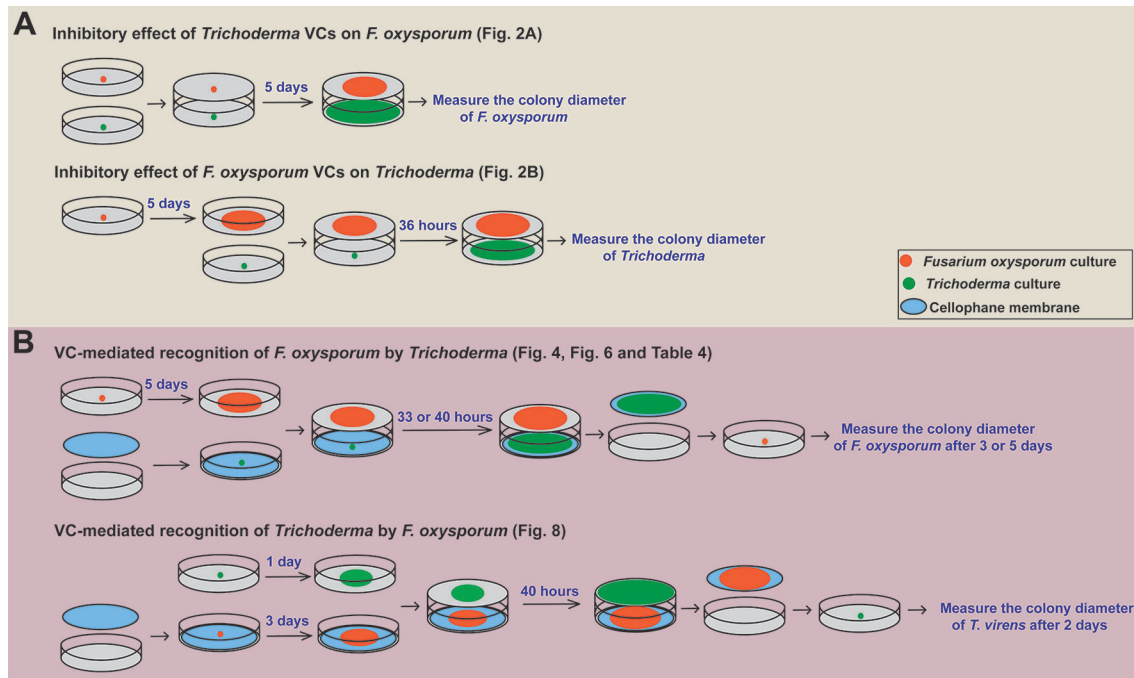 A
Inhibitory effect of Trichoderma VCs on F. oxysporum (Fig. 2A)
5 days
Measure the colony diameter
of F. oxysporum
Inhibitory effect of F. oxysporum VCs on Trichoderma (Fig. 2B)
5 days
36 hours
Measure the colony diameter
of Trichoderma
Fusarium oxysporum culture
Trichoderma culture
Cellophane membrane
B
VC-mediated recognition of F. oxysporum by Trichoderma (Fig. 4, Fig. 6 and Table 4)
5 days
33 or 40 hours
Measure the colony diameter
of F. oxysporum after 3 or 5 days
VC-mediated recognition of Trichoderma by F. oxysporum (Fig. 8)
1 day
3 days
40 hours
Measure the colony diameter
of T. virens after 2 days